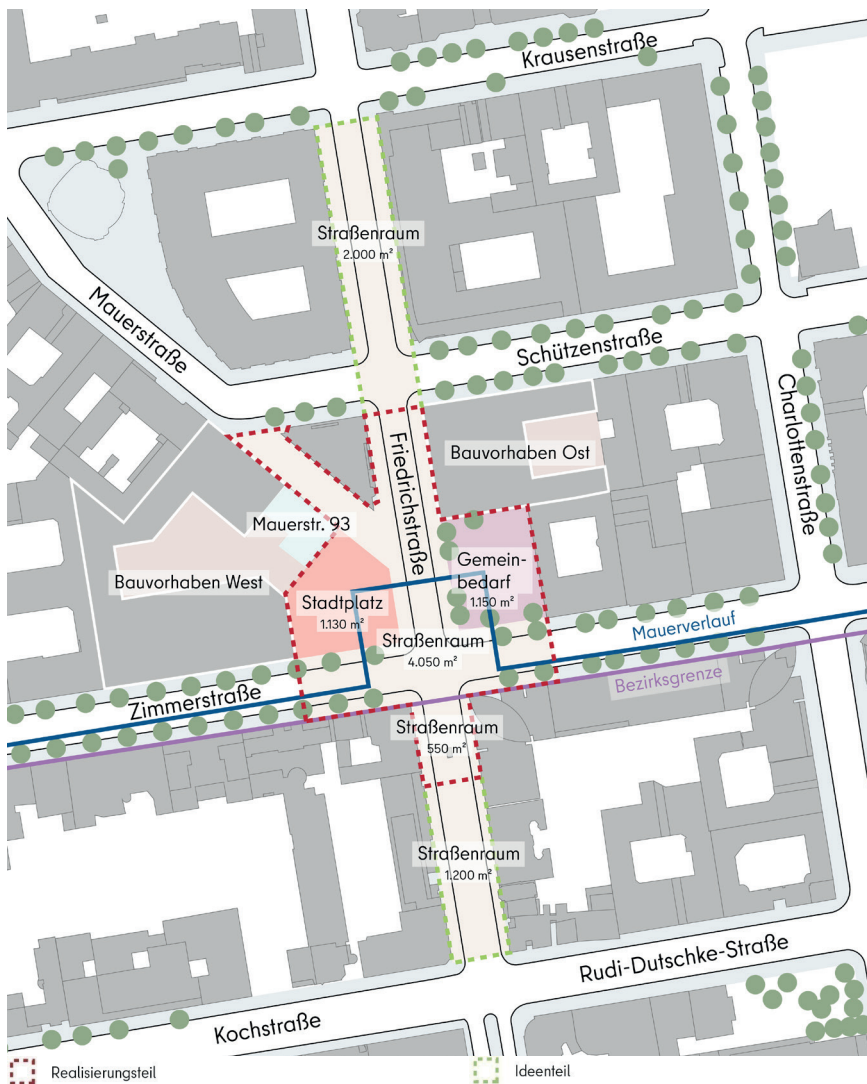 Krausenstraße
Straßenraum
2.000 m²
Mauerstraße
Schützenstraße
Charlottenstraße
Friedrichstraße
Bauvorhaben Ost
Mauerstr. 93
Bauvorhaben West
Gemein-
bedarf
1.150 m²
Stadtplatz
1.130 m²
Straßenraum
4.050 m²
Mauerverlauf
Bezirksgrenze
Zimmerstraße
Straßenraum
550 m²
Straßenraum
1.200 m²
Rudi-Dutschke-Straße
Kochstraße
Realisierungsteil
Ideenteil